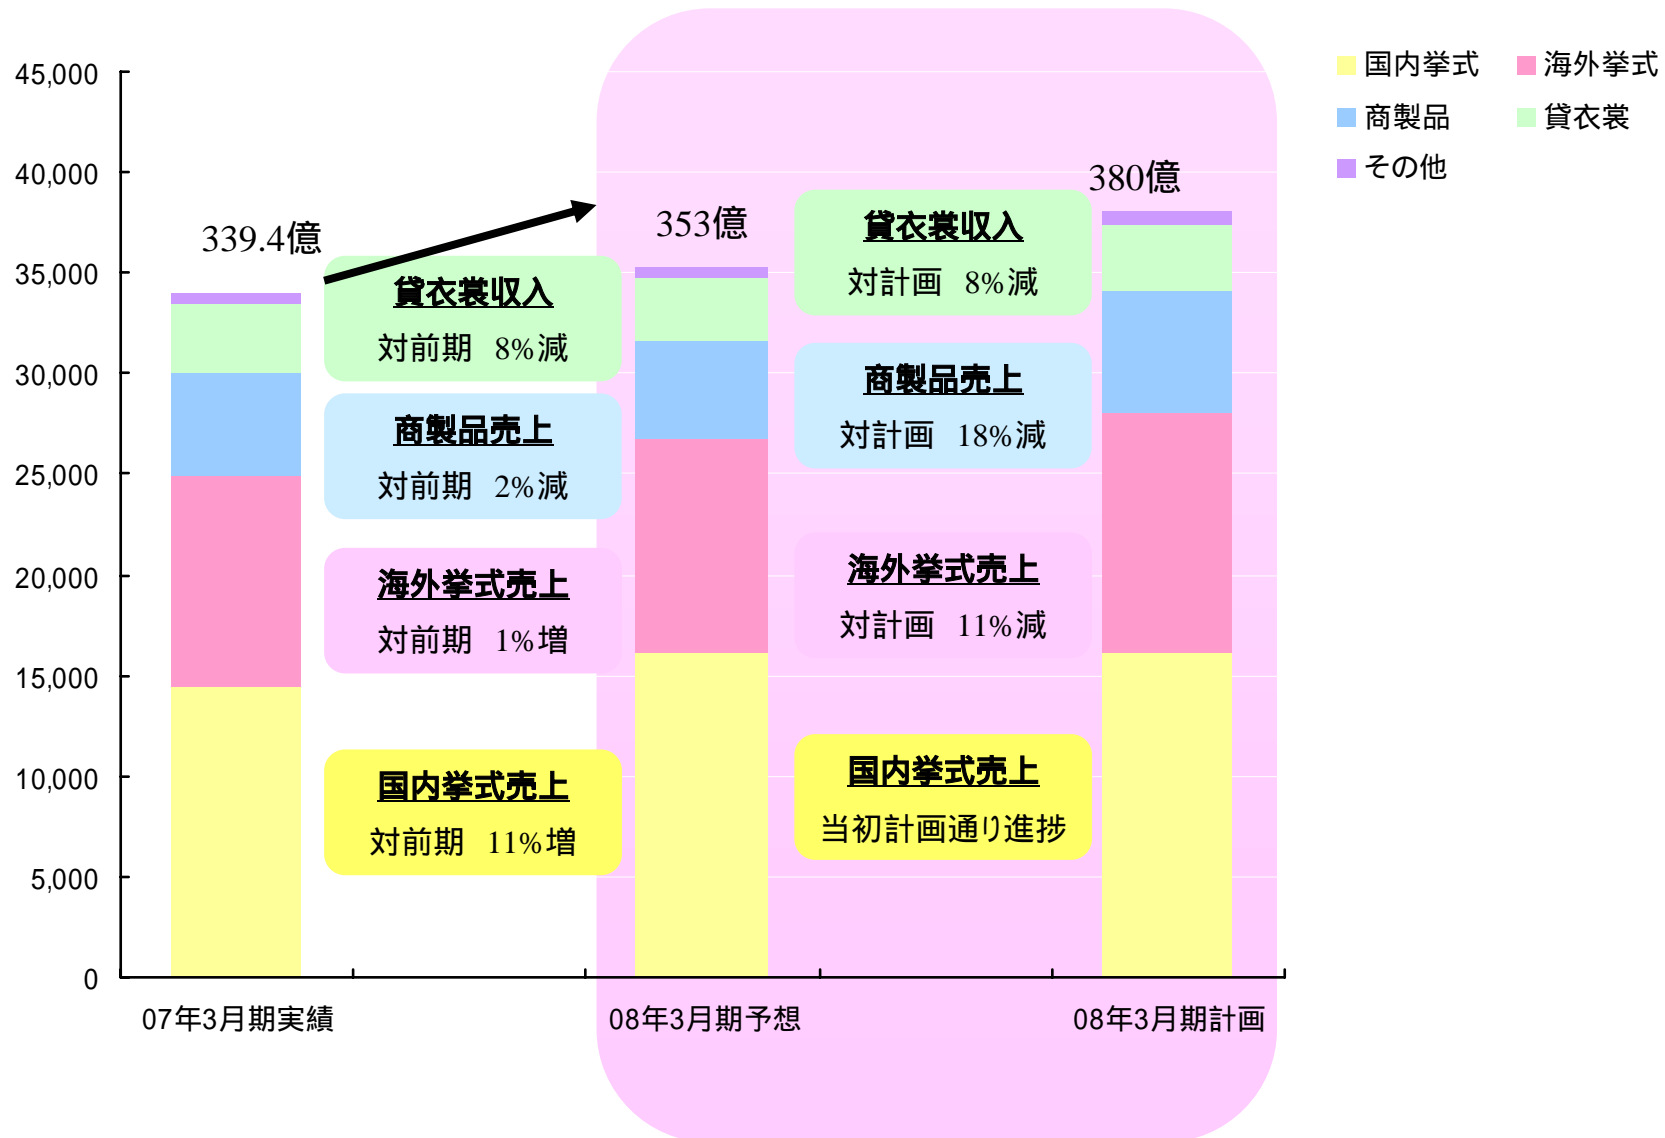 45,000
40,000
35,000
30,000
25,000
20,000
15,000
10,000
5,000
0
339.4億
353億
380億
貸衣裳収入
対前期 8%減
商製品売上
対前期 2%減
海外挙式売上
対前期 1%増
国内挙式売上
対前期 11%増
貸衣裳収入
対計画 8%減
商製品売上
対計画 18%減
海外挙式売上
対計画 11%減
国内挙式売上
当初計画通り進捗
07年3月期実績
08年3月期予想
08年3月期計画
国内挙式 海外挙式
商製品 貸衣裳
その他